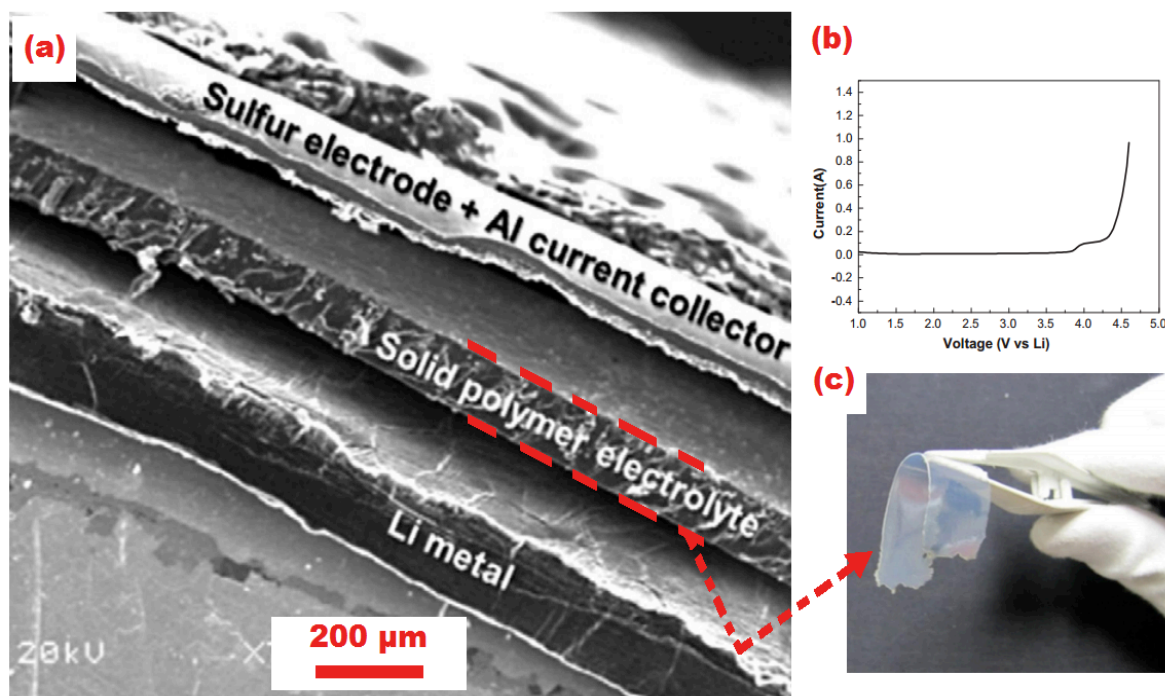 (a)
Sulfur electrode + Al current collector
Solid polymer electrolyte
Li metal
20kV
200 µm
(b)
Current(A)
1.4
1.2
1.0
0.8
0.6
0.4
0.2
0.0
-0.2
-0.4
1.0 1.5 2.0 2.5 3.0 3.5 4.0 4.5 5.0
Voltage (V vs Li)
(c)